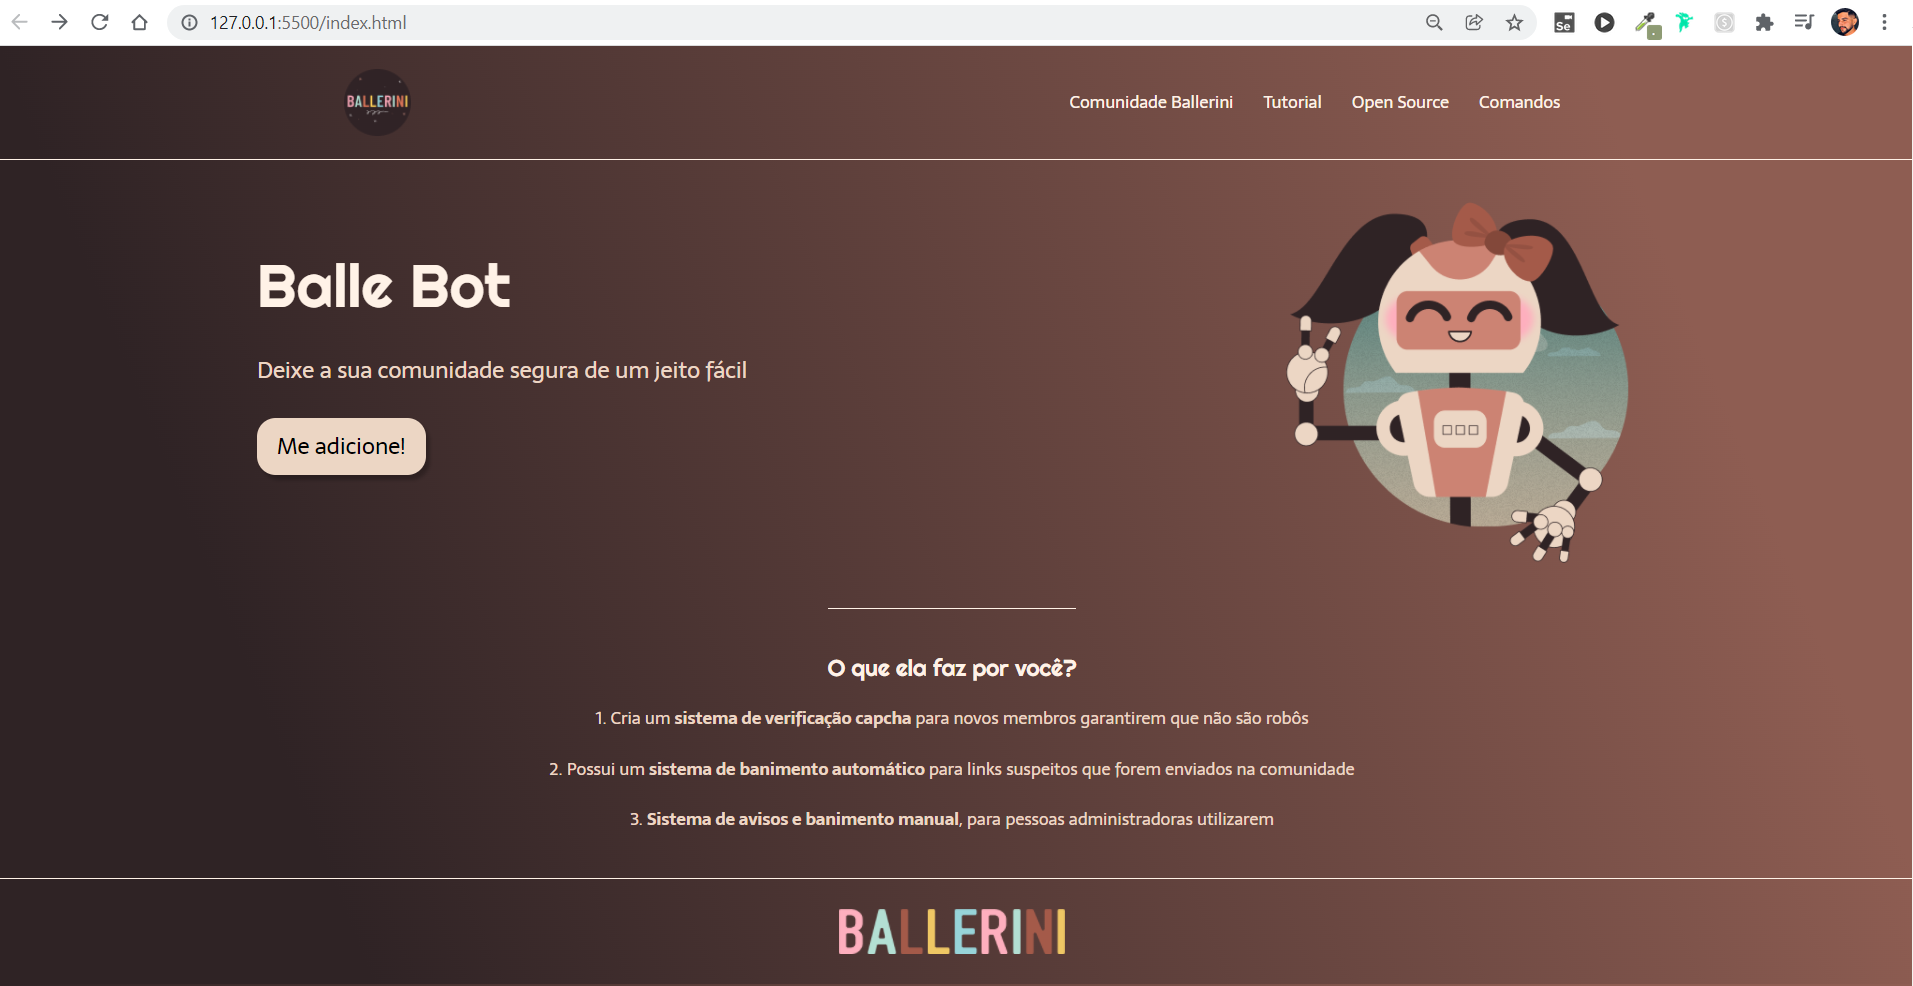 127.0.0.1:5500/index.html
Se
BALLERINI
Comunidade Ballerini Tutorial Open Source Comandos
Balle Bot
Deixe a sua comunidade segura de um jeito fácil
Me adicione!
O que ela faz por você?
1. Cria um sistema de verificação capcha para novos membros garantirem que não são robôs
2. Possui um sistema de banimento automático para links suspeitos que forem enviados na comunidade
3. Sistema de avisos e banimento manual, para pessoas administradoras utilizarem
BALLERINI